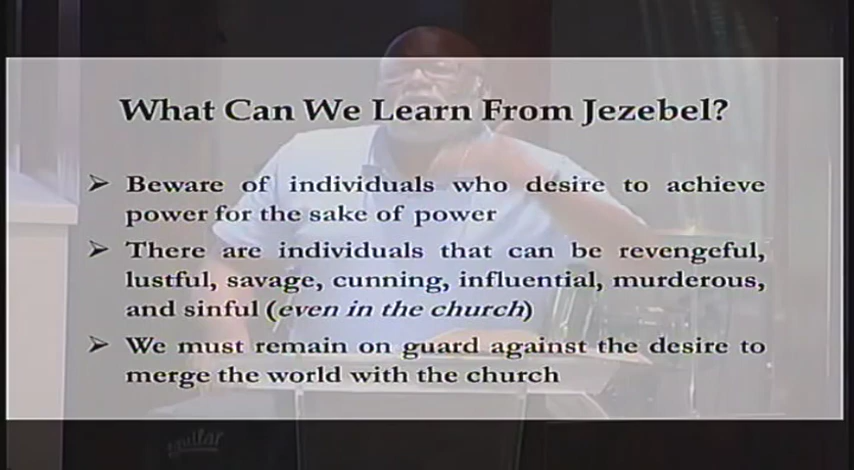 What Can We Learn From Jezebel?
➢ Beware of individuals who desire to achieve
power for the sake of power
➢ There are individuals that can be revengeful,
lustful, savage, cunning, influential, murderous,
and sinful (even in the church)
➢ We must remain on guard against the desire to
merge the world with the church